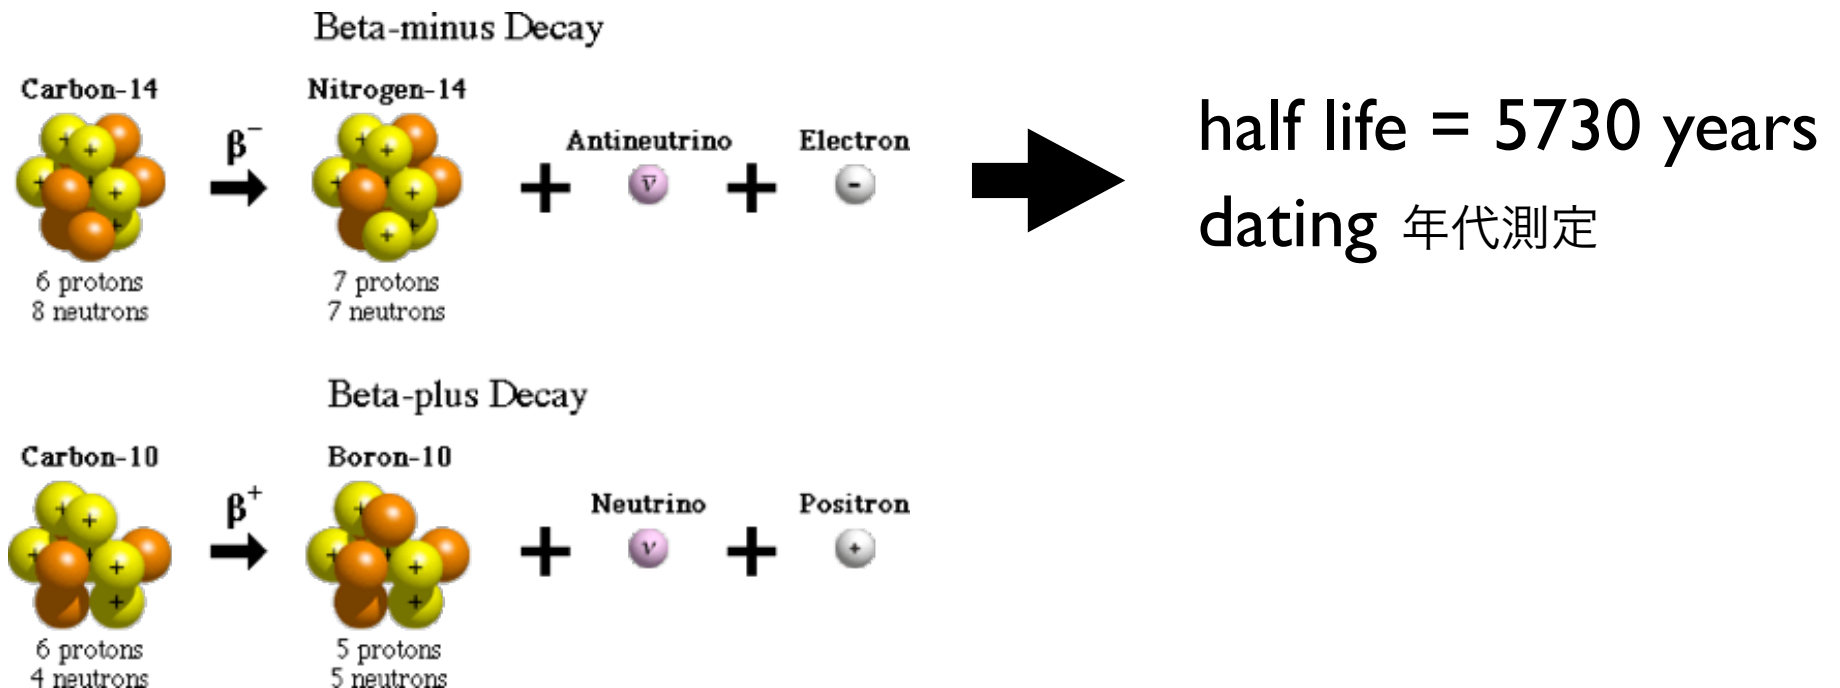 Beta-minus Decay
Carbon-14
β⁻
Nitrogen-14
+
Antineutrino
ν̅
+
Electron
-
6 protons
8 neutrons
7 protons
7 neutrons
half life = 5730 years
dating 年代測定
Beta-plus Decay
Carbon-10
β⁺
Boron-10
+
Neutrino
ν
+
Positron
+
6 protons
4 neutrons
5 protons
5 neutrons